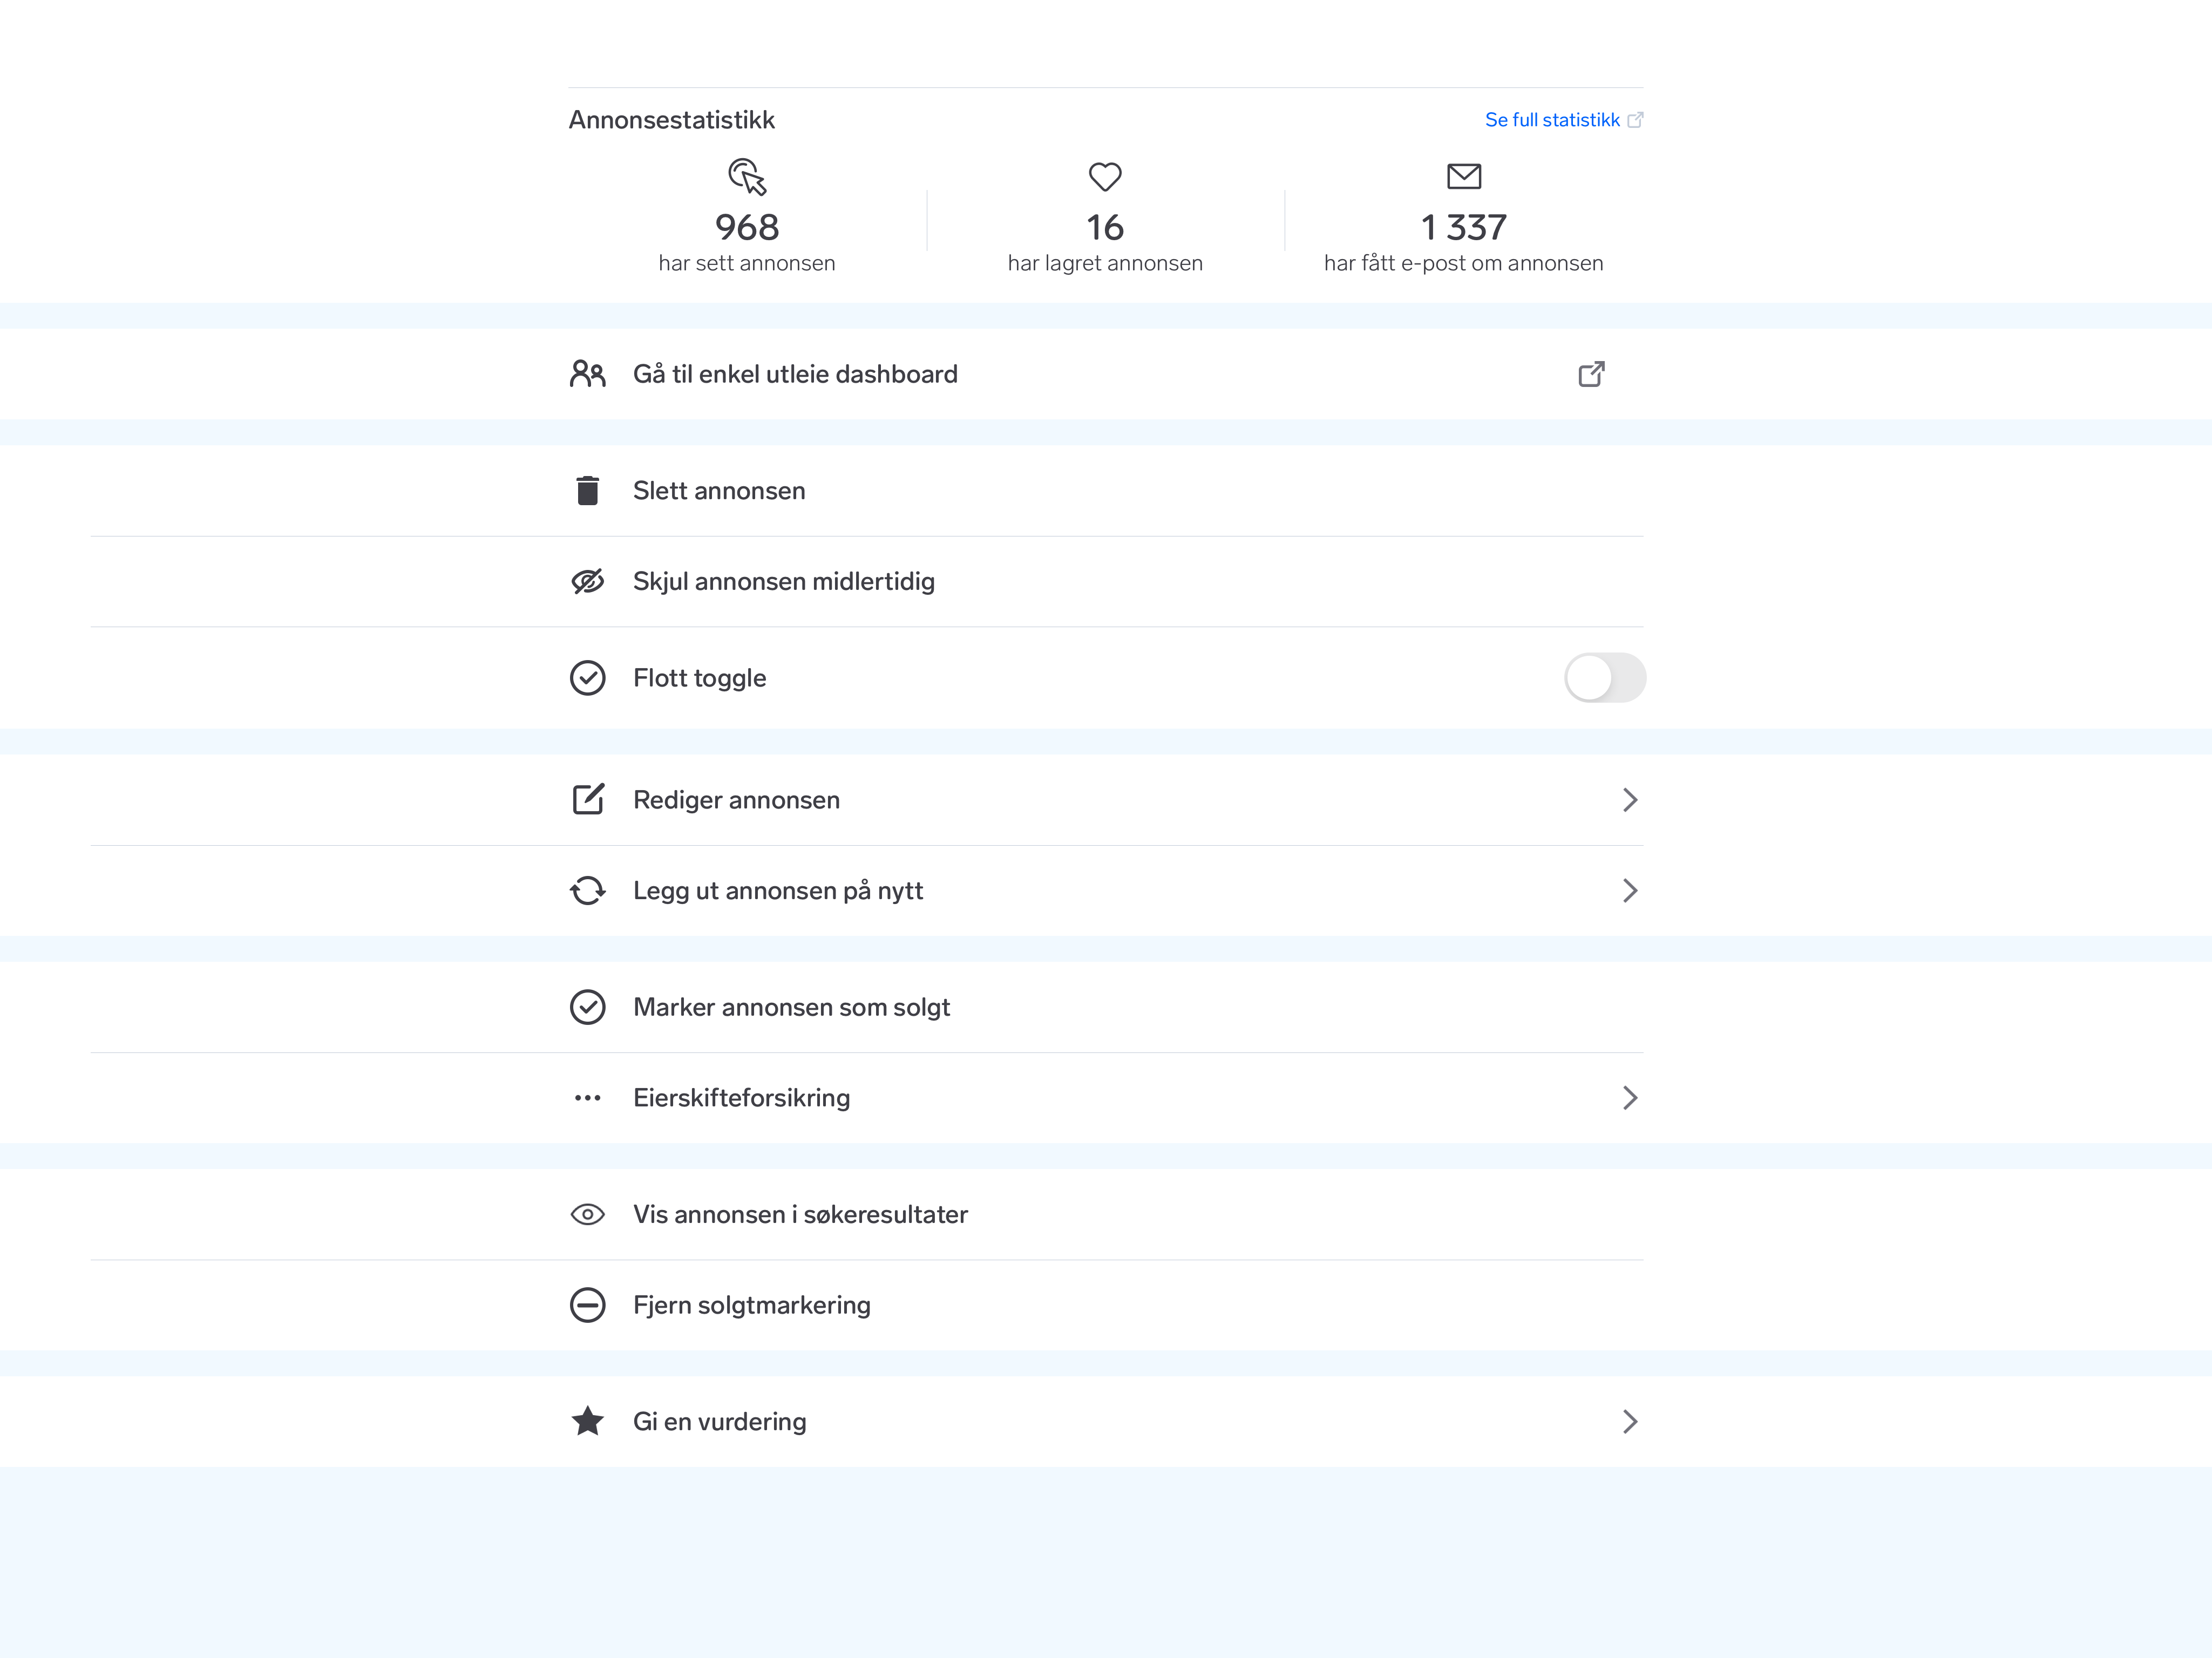 Annonsestatistikk
Se full statistikk
968
har sett annonsen
16
har lagret annonsen
1 337
har fått e-post om annonsen
Gå til enkel utleie dashboard
Slett annonsen
Skjul annonsen midlertidig
Flott toggle
Rediger annonsen
Legg ut annonsen på nytt
Marker annonsen som solgt
Eierskifteforsikring
Vis annonsen i søkeresultater
Fjern solgtmarkering
Gi en vurdering